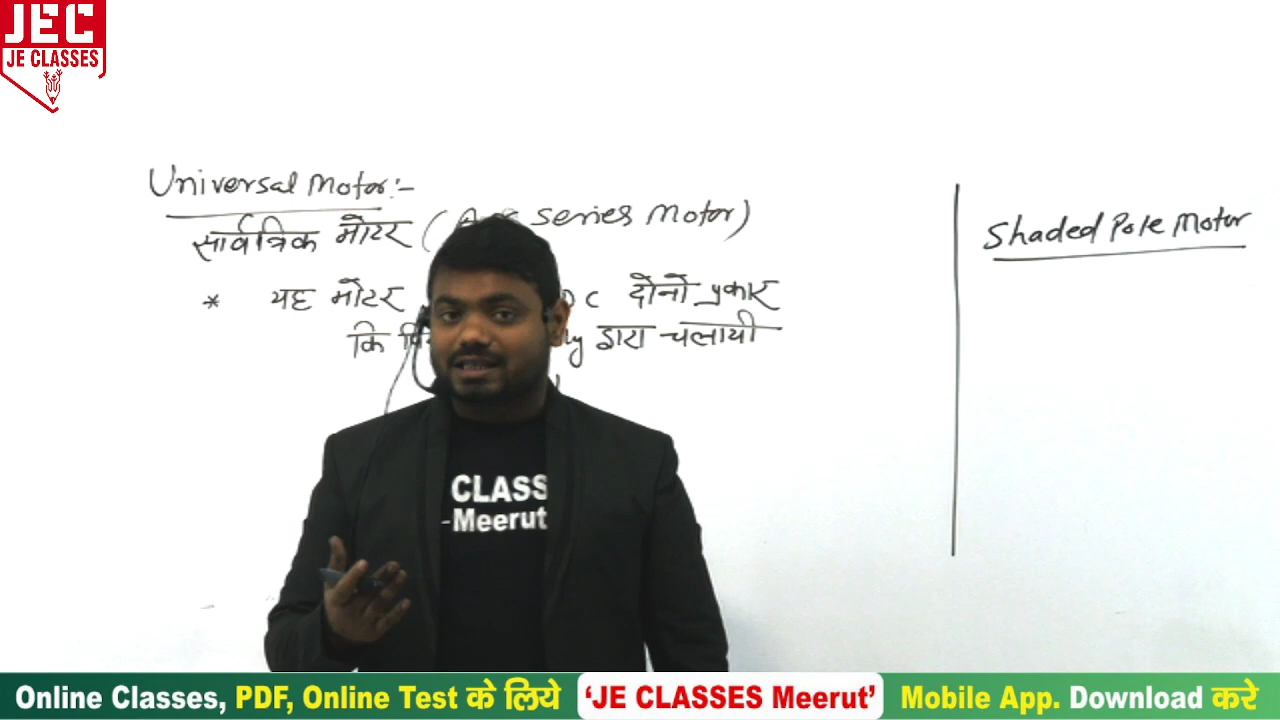 JEC
JE CLASSES
Universal Motor:-
सार्वत्रिक मोटर ( Series Motor)
* यह मोटर DC दोनों प्रकार
कि द्वारा चलायी
Shaded Pole Motor
CLASS
-Meerut
Online Classes, PDF, Online Test के लिये 'JE CLASSES Meerut' Mobile App. Download करे